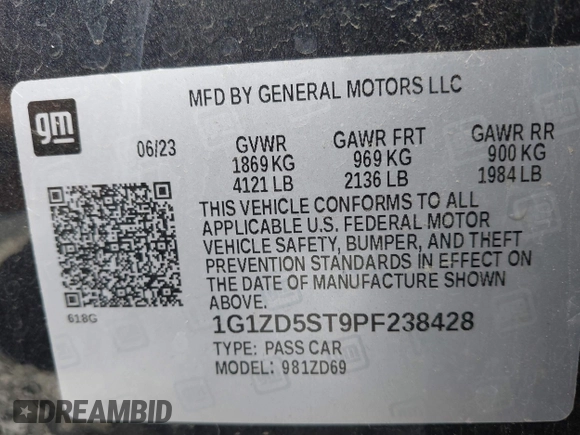 MFD BY GENERAL MOTORS LLC
gm
06/23 GVWR GAWR FRT GAWR RR
1869 KG 969 KG 900 KG
4121 LB 2136 LB 1984 LB
THIS VEHICLE CONFORMS TO ALL
APPLICABLE U.S. FEDERAL MOTOR
VEHICLE SAFETY, BUMPER, AND THEFT
PREVENTION STANDARDS IN EFFECT ON
THE DATE OF MANUFACTURE SHOWN
ABOVE.
618G
1G1ZD5ST9PF238428
TYPE: PASS CAR
MODEL: 981ZD69
DREAMBID